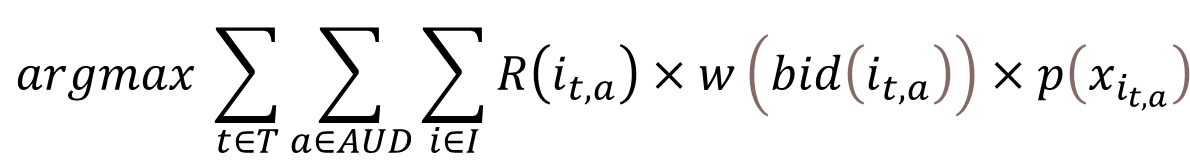 argmax ∑_{t∈T} ∑_{a∈AUD} ∑_{i∈I} R(i_{t,a}) × w(bid(i_{t,a})) × p(x_{i_{t,a}})